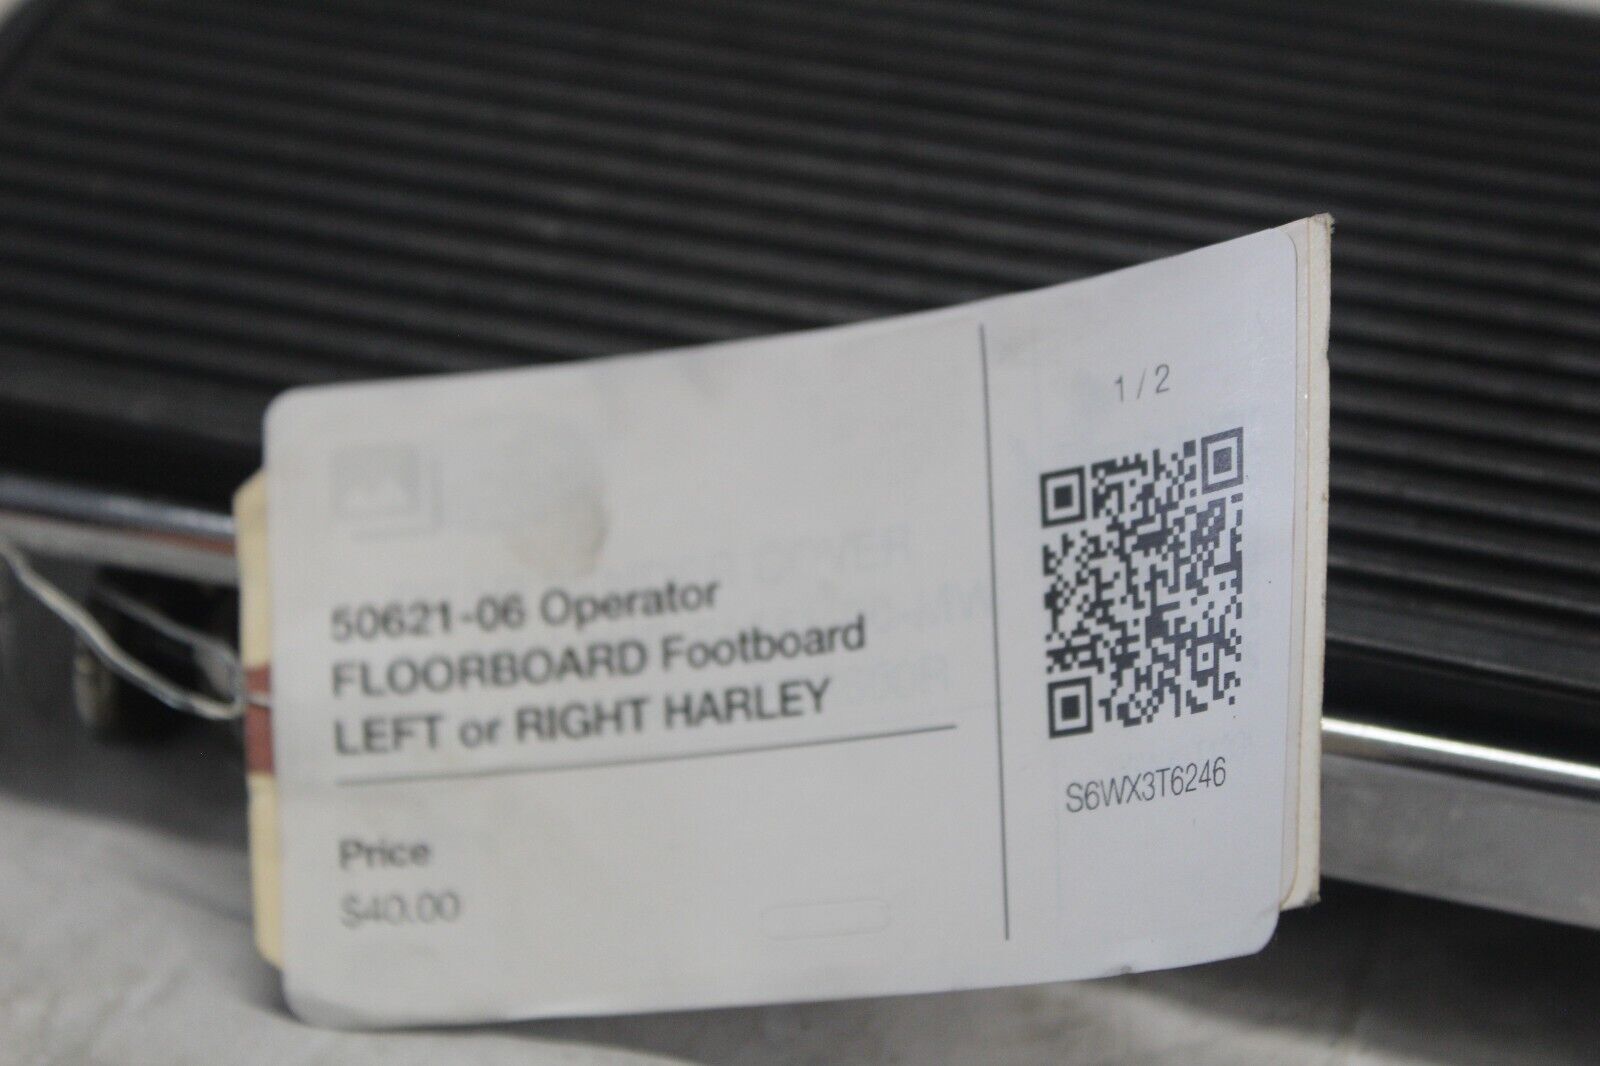 50621-06 Operator
FLOORBOARD Footboard
LEFT or RIGHT HARLEY
Price
$40.00
1 / 2
S6WX3T6246